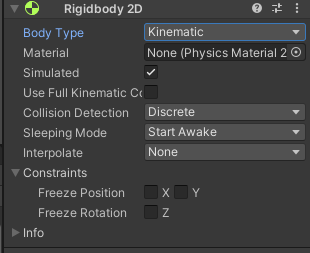 Rigidbody 2D
Body Type Kinematic
Material None (Physics Material 2
Simulated
Use Full Kinematic Co
Collision Detection Discrete
Sleeping Mode Start Awake
Interpolate None
Constraints
Freeze Position X Y
Freeze Rotation Z
Info